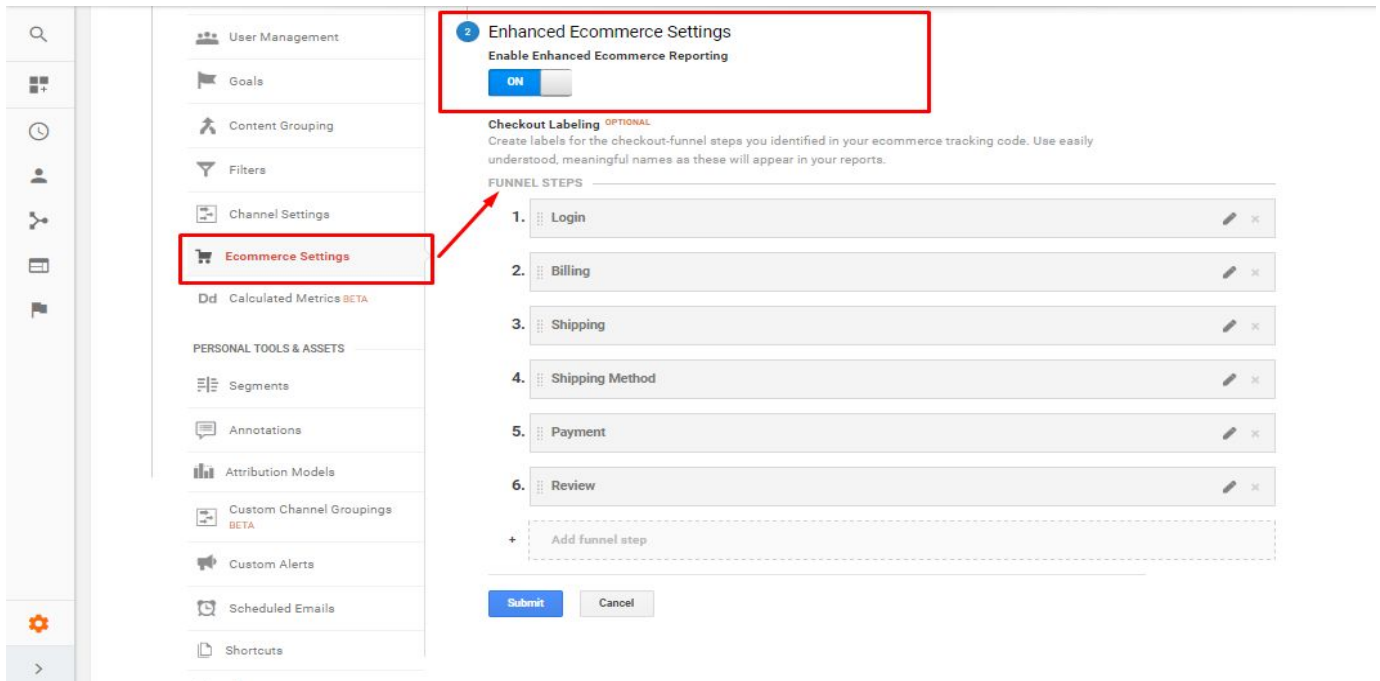 User Management
Goals
Content Grouping
Filters
Channel Settings
Ecommerce Settings
Dd Calculated Metrics BETA
PERSONAL TOOLS & ASSETS
Segments
Annotations
Attribution Models
Custom Channel Groupings
BETA
Custom Alerts
Scheduled Emails
Shortcuts
2 Enhanced Ecommerce Settings
Enable Enhanced Ecommerce Reporting
ON
Checkout Labeling OPTIONAL
Create labels for the checkout-funnel steps you identified in your ecommerce tracking code. Use easily
understood, meaningful names as these will appear in your reports.
FUNNEL STEPS
1. Login
2. Billing
3. Shipping
4. Shipping Method
5. Payment
6. Review
+ Add funnel step
Submit Cancel